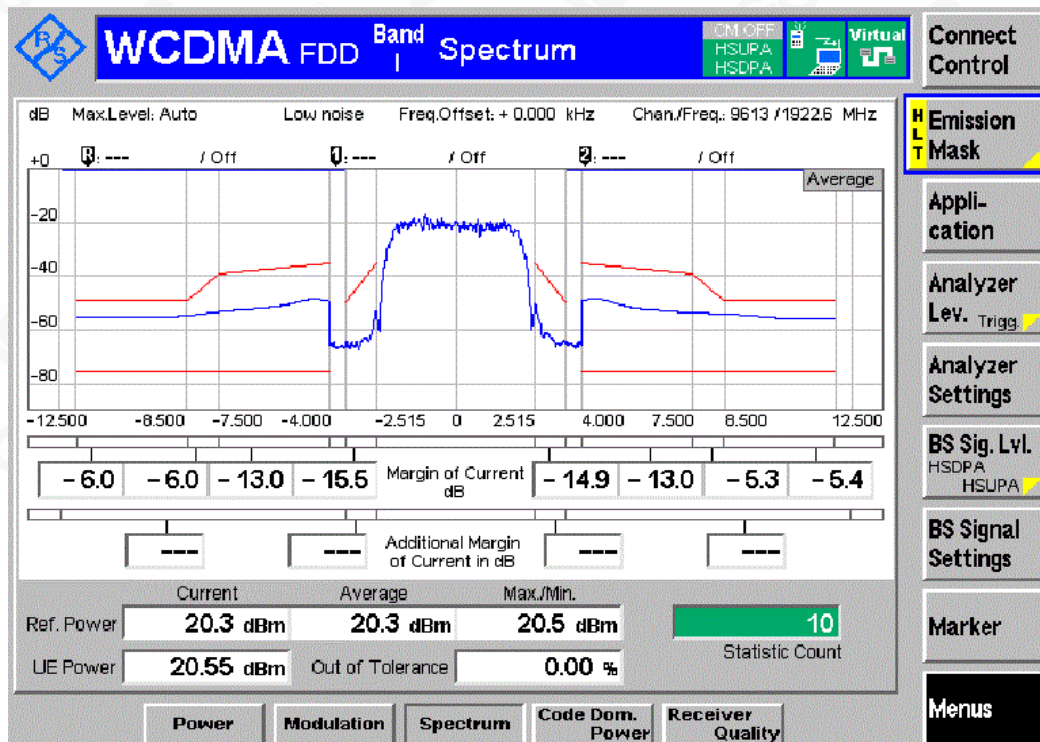 R S
WCDMA FDD Band I Spectrum
CM OFF
HSUPA
HSDPA
Virtual
Connect Control
dB Max.Level: Auto Low noise Freq.Offset: + 0.000 kHz Chan./Freq.: 9613 / 1922.6 MHz
HLT Emission Mask
R: --- / Off 1: --- / Off 2: --- / Off
Average
+0
-20
-40
-60
-80
-12.500 -8.500 -7.500 -4.000 -2.515 0 2.515 4.000 7.500 8.500 12.500
Appli-
cation
Analyzer
Lev. Trigg.
Analyzer
Settings
BS Sig. Lvl.
HSDPA
HSUPA
BS Signal
Settings
Marker
Menus
- 6.0 - 6.0 - 13.0 - 15.5 Margin of Current dB - 14.9 - 13.0 - 5.3 - 5.4
--- --- Additional Margin of Current in dB --- ---
Current Average Max./Min.
Ref. Power 20.3 dBm 20.3 dBm 20.5 dBm 10
Statistic Count
UE Power 20.55 dBm Out of Tolerance 0.00 %
Power Modulation Spectrum Code Dom. Power Receiver Quality